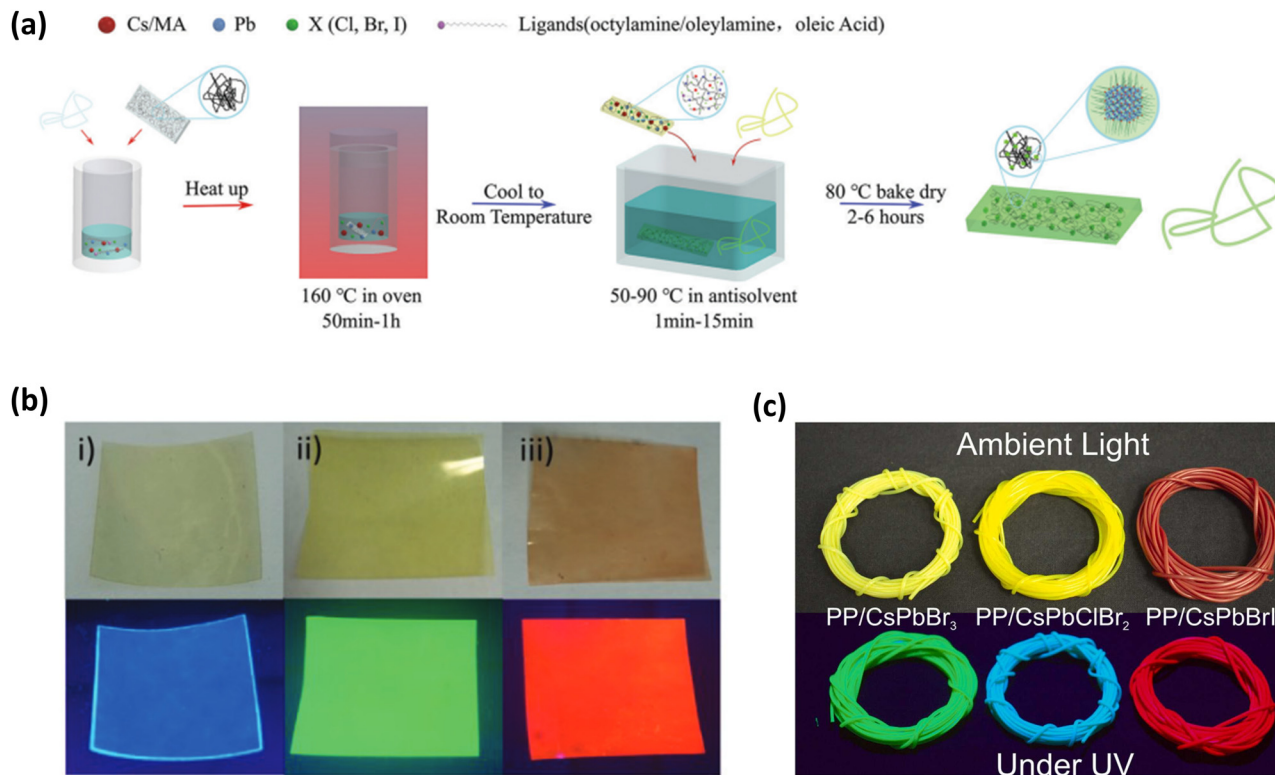 (a)
Cs/MA
Pb
X (Cl, Br, I)
Ligands(octylamine/oleylamine, oleic Acid)
Heat up
160 ℃ in oven
50min-1h
Cool to
Room Temperature
50-90 ℃ in antisolvent
1min-15min
80 ℃ bake dry
2-6 hours
(b)
i)
ii)
iii)
(c)
Ambient Light
PP/CsPbBr₃
PP/CsPbClBr₂
PP/CsPbBrI
Under UV